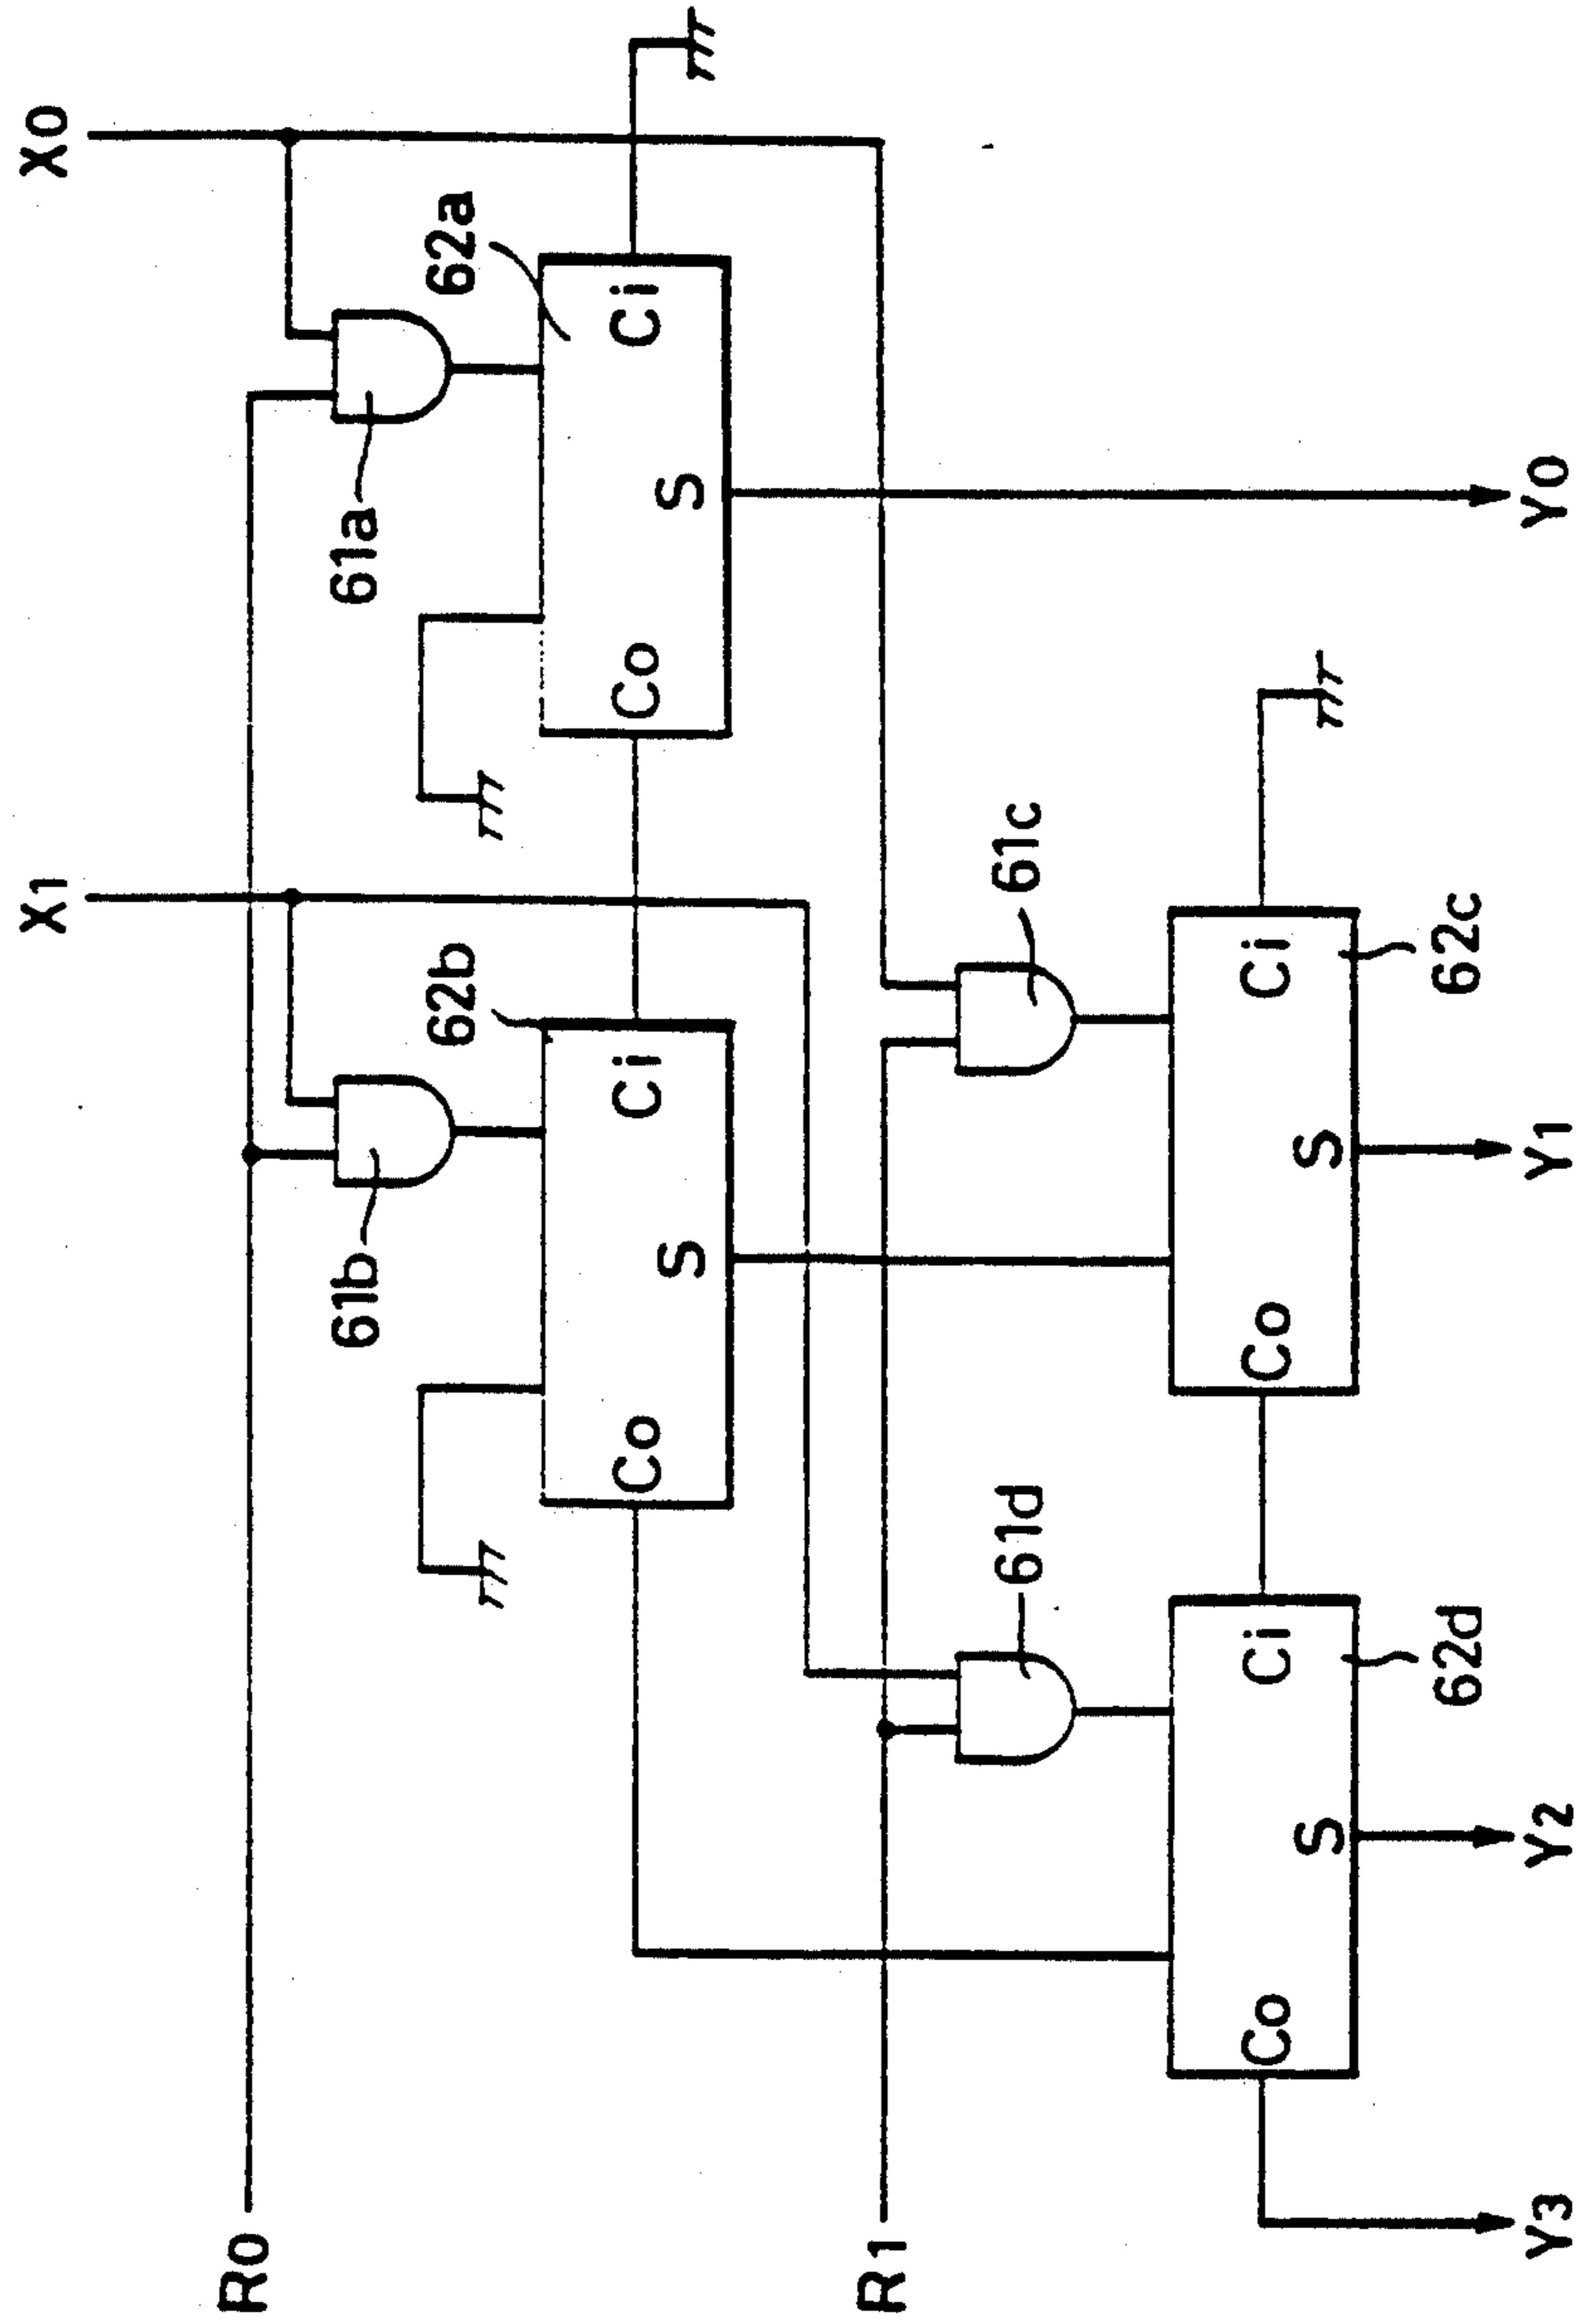 X1 X0
R0
61b 61a
62b 62a
Co Ci Co Ci
S S
R1
61d 61c
Co Ci Co Ci
S S
62d 62c
Y3 Y2 Y1 Y0